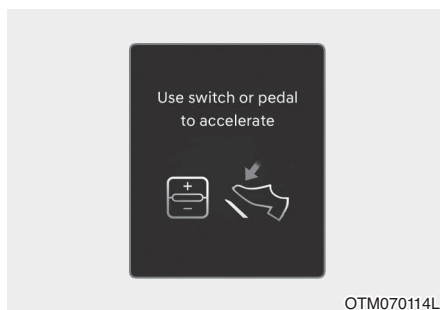 Use switch or pedal
to accelerate
+
−
OTM070114L